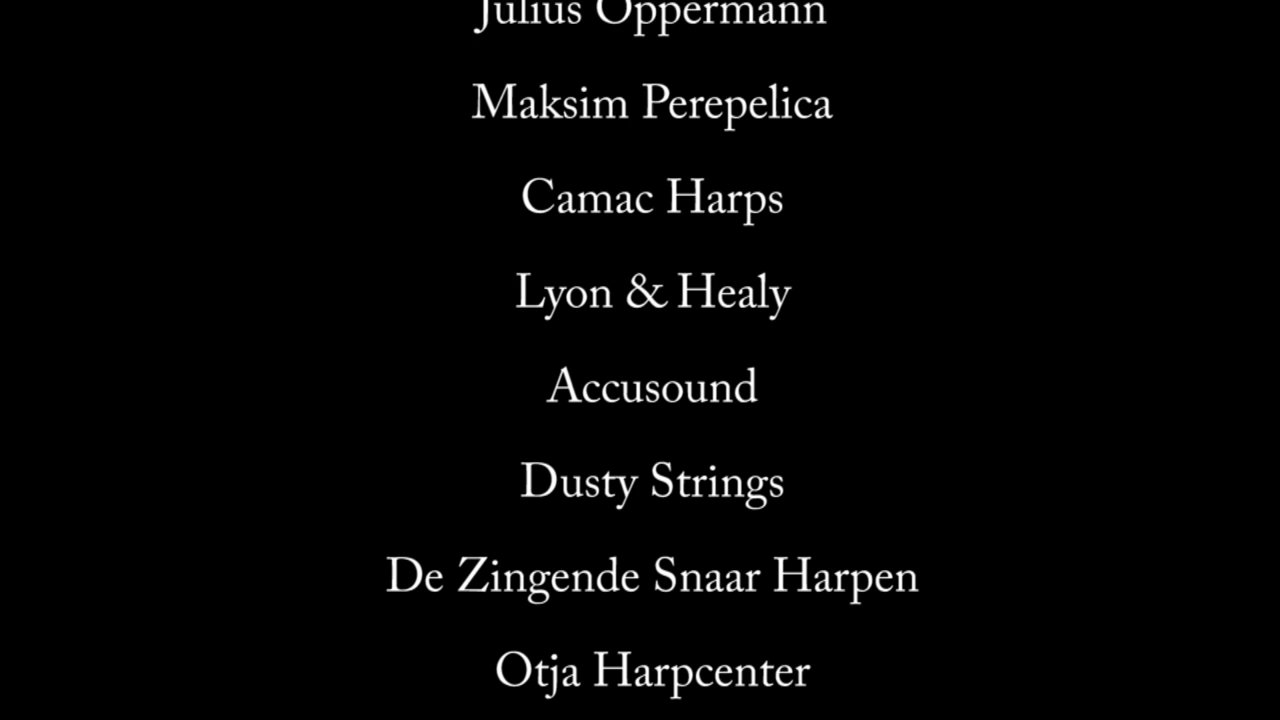 Julius Oppermann
Maksim Perepelica
Camac Harps
Lyon & Healy
Accusound
Dusty Strings
De Zingende Snaar Harpen
Otja Harpcenter